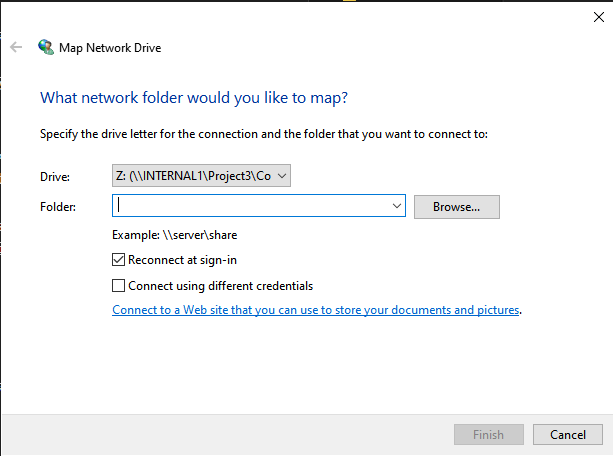 Map Network Drive
What network folder would you like to map?
Specify the drive letter for the connection and the folder that you want to connect to:
Drive: Z: (\\INTERNAL1\Project3\Co
Folder: Browse...
Example: \\server\share
Reconnect at sign-in
Connect using different credentials
Connect to a Web site that you can use to store your documents and pictures.
Finish Cancel